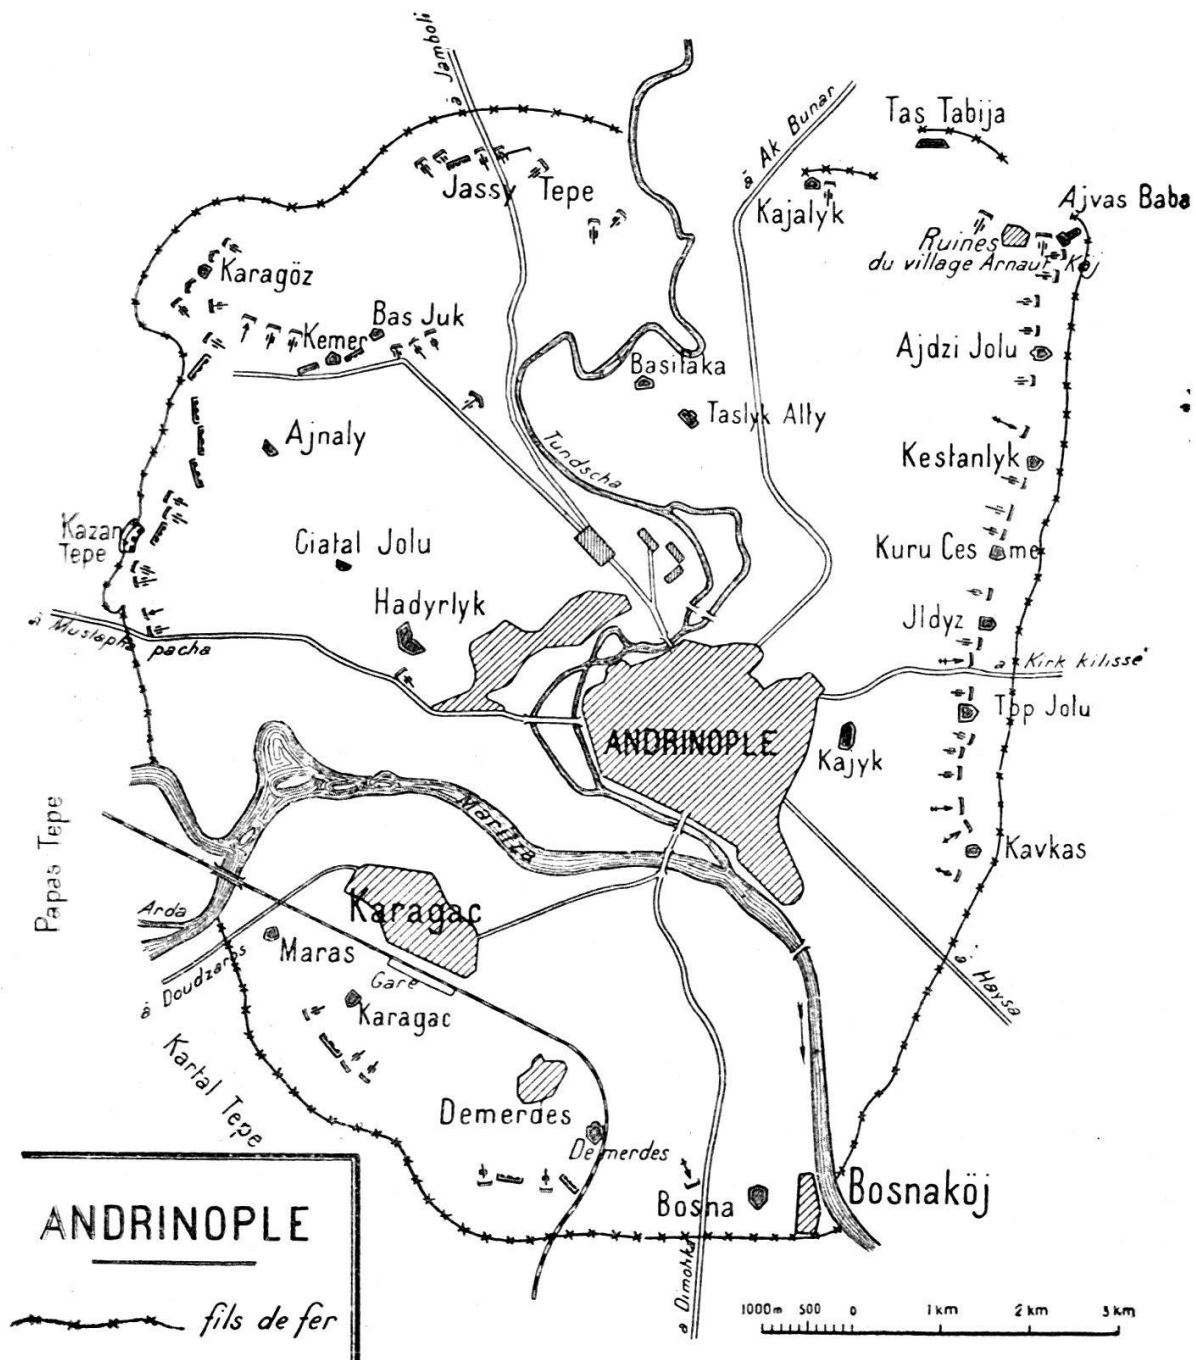 à Jamboli
à Ak Bunar
Tas Tabija
Jassy Tepe
Kajalyk
Ajvas Baba
Ruines
du village Arnaut Köj
Karagöz
Bas Juk
Kemer
Ajdzi Jolu
Basilaka
Taslyk Ally
Ajnaly
Tundscha
Kestanlyk
Kazan
Tepe
Ciatal Jolu
Kuru Ces me
Hadyrlyk
Jldyz
à Mustapha pacha
à Kirk kilisse
Top Jolu
ANDRINOPLE
Kajyk
Maritza
Papas Tepe
Kavkas
Karagac
Arda
Maras
à Doudzaros
Gare
à Haysa
Karagac
Kartal Tepe
Demerdes
Demerdes
Bosna
Bosnaköj
à Dimotika
ANDRINOPLE
fils de fer
1000m 500 0 1km 2km 3km